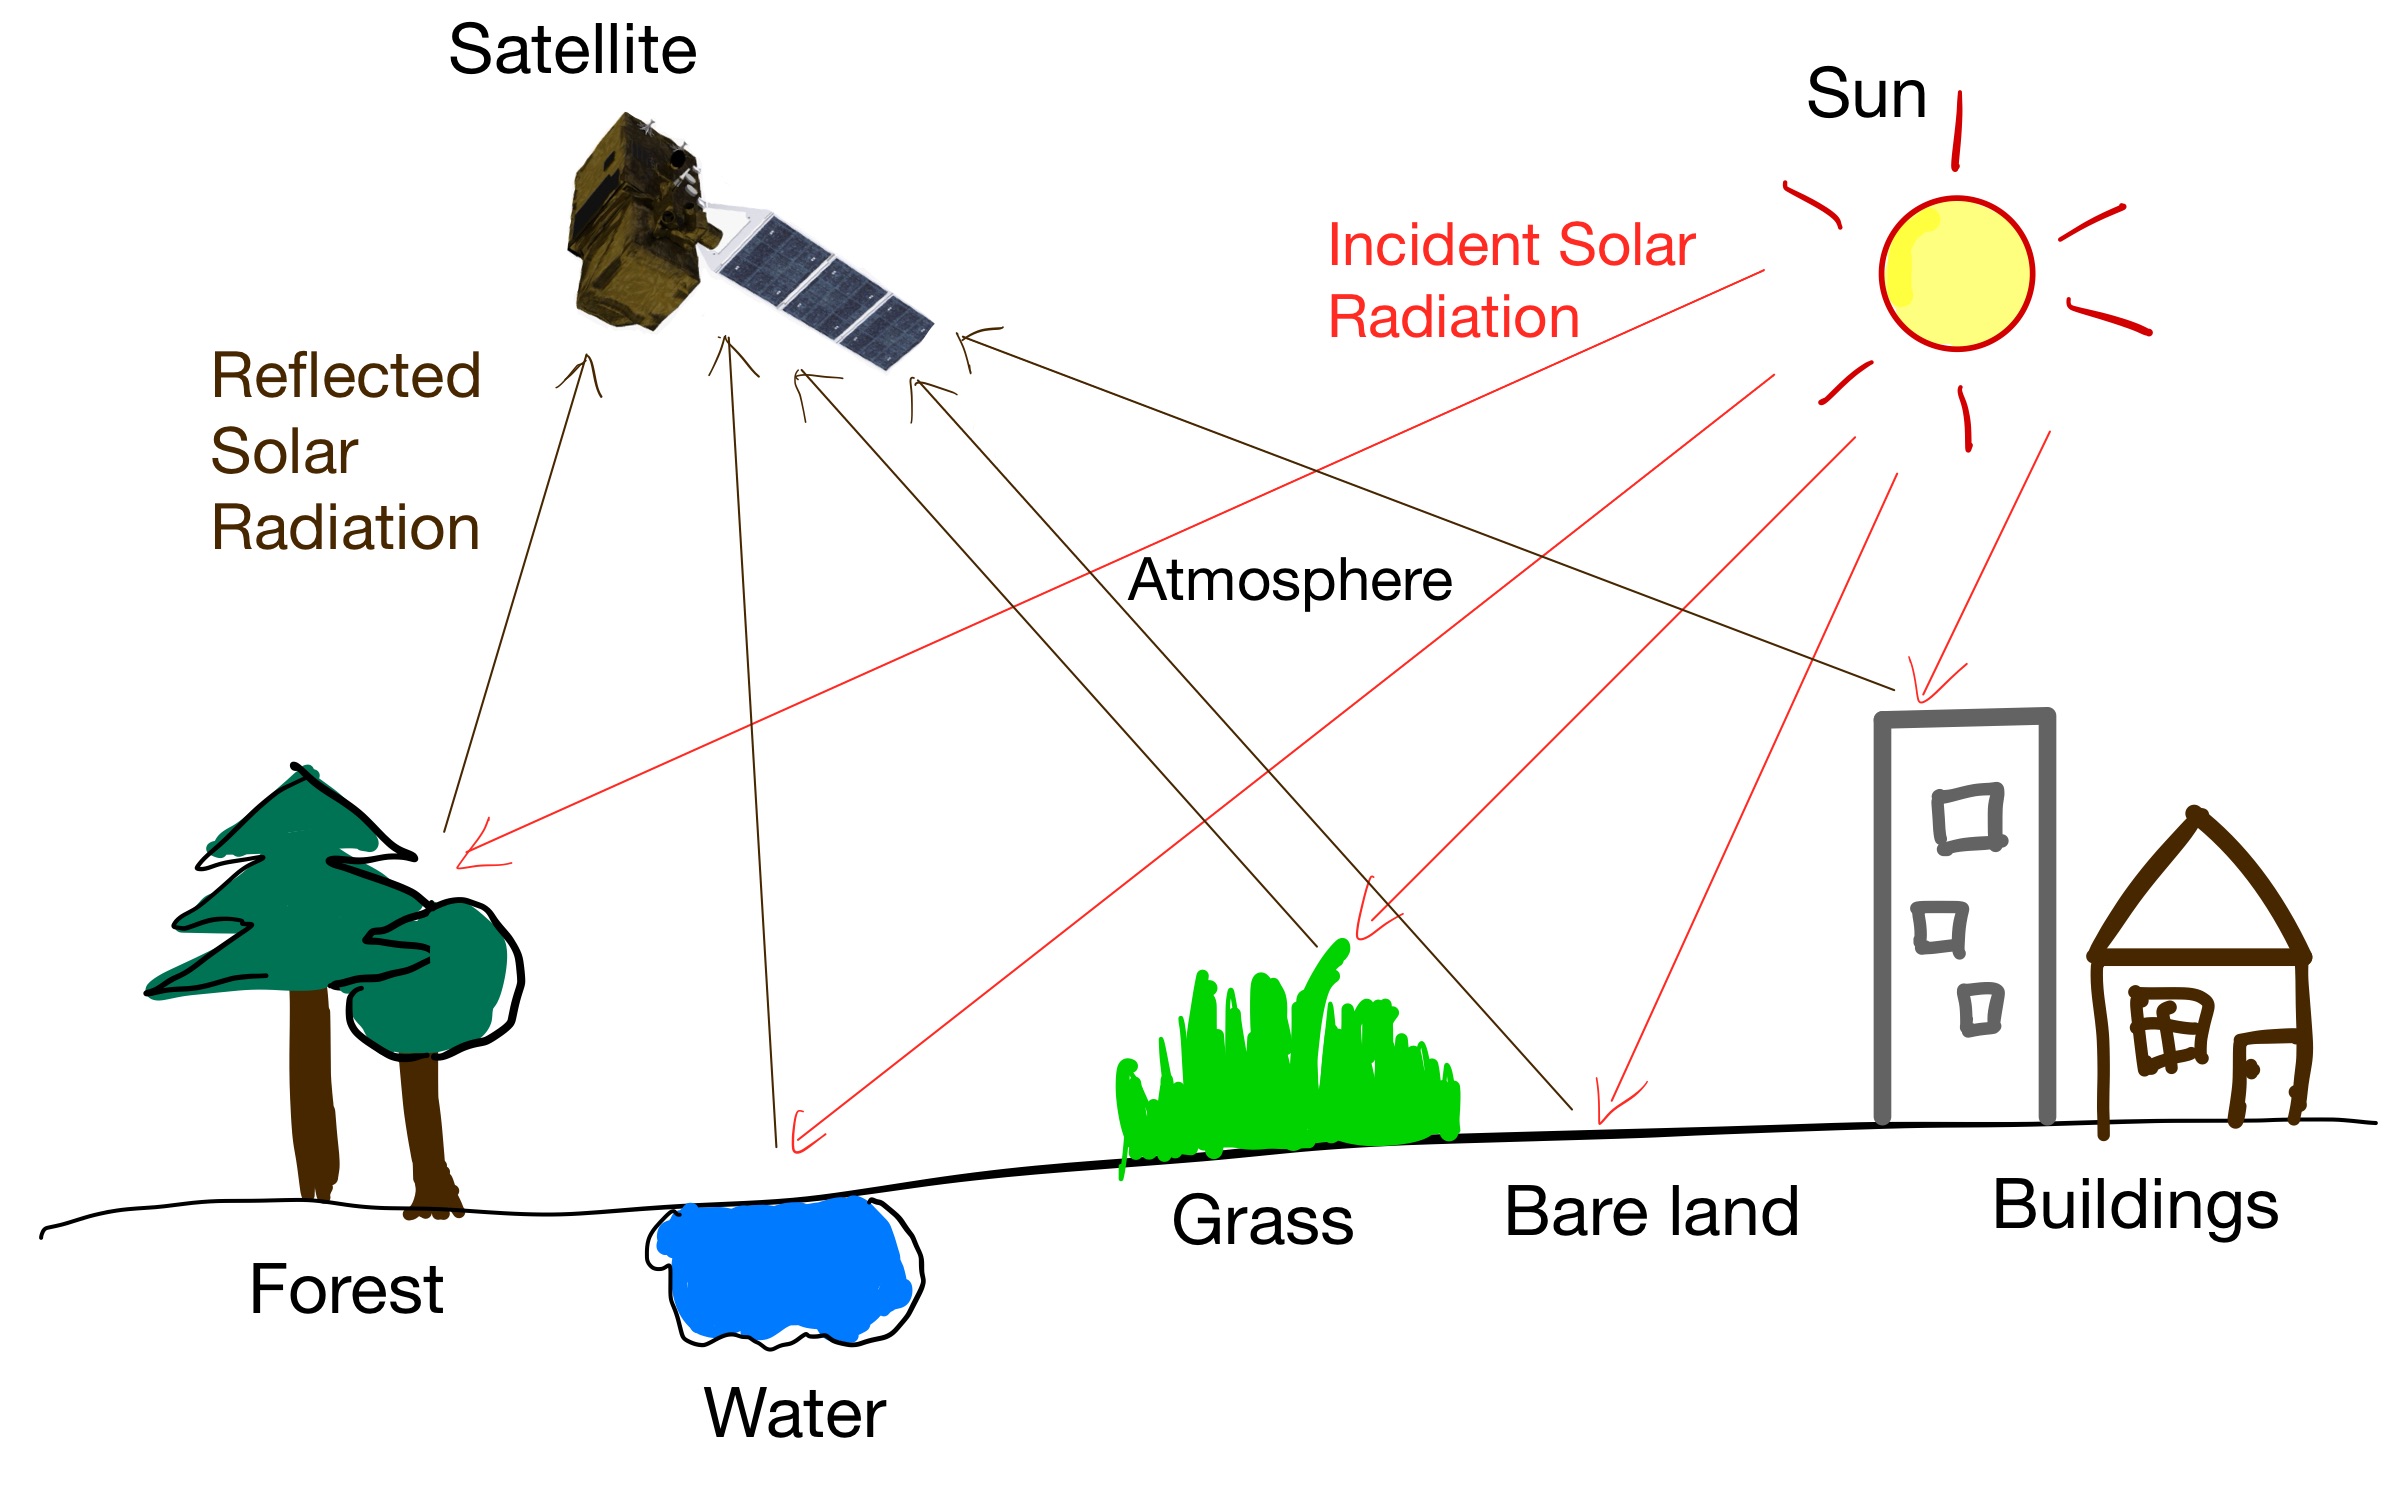 Satellite
Sun
Incident Solar
Radiation
Reflected
Solar
Radiation
Atmosphere
Forest
Water
Grass
Bare land
Buildings